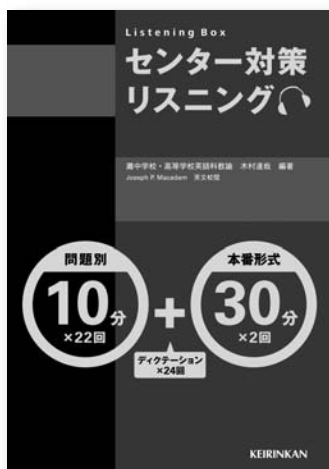 Listening Box
センター対策
リスニング
灘中学校・高等学校英語科教諭 木村達哉 編著
Joseph P. Macadam 英文校閲
問題別
10分
×22回
+
本番形式
30分
×2回
ディクテーション
×24回
KEIRINKAN